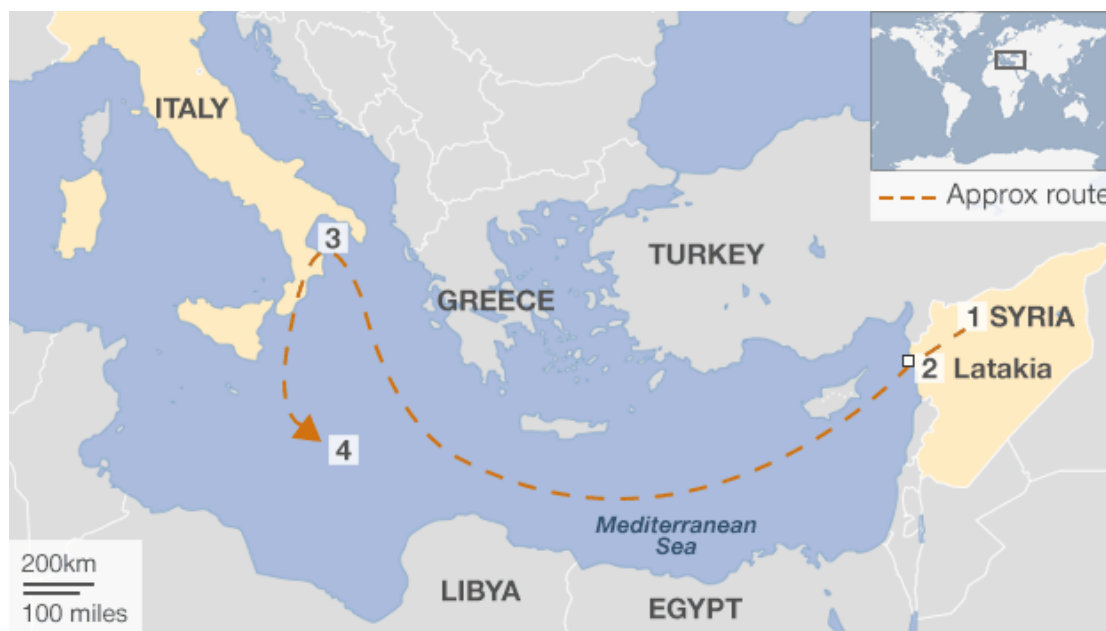 ITALY
Approx route
3
TURKEY
GREECE
1 SYRIA
2 Latakia
4
Mediterranean
Sea
200km
100 miles
LIBYA
EGYPT